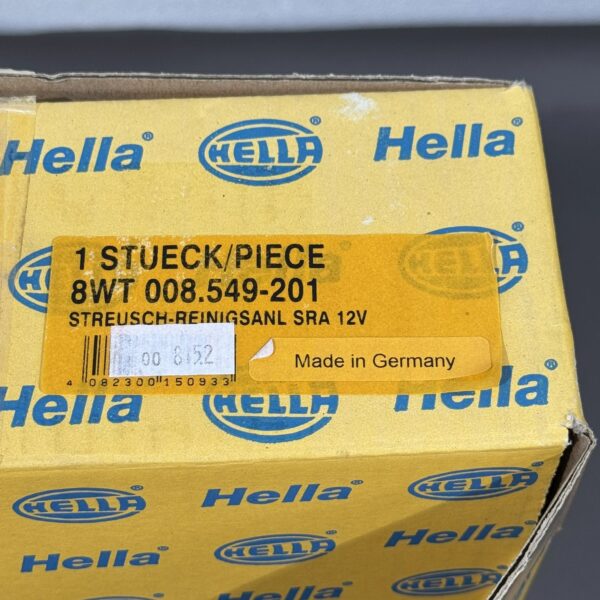 Hella® HELLA® Hella®
1 STUECK/PIECE
8WT 008.549-201
STREUSCH-REINIGSANL SRA 12V
00 8152
Made in Germany
4 082300 150933
HELLA
Hella HELLA Hella®
HELLA® Hella® HELLA®
Hella® HELLA® Hella®
HELLA